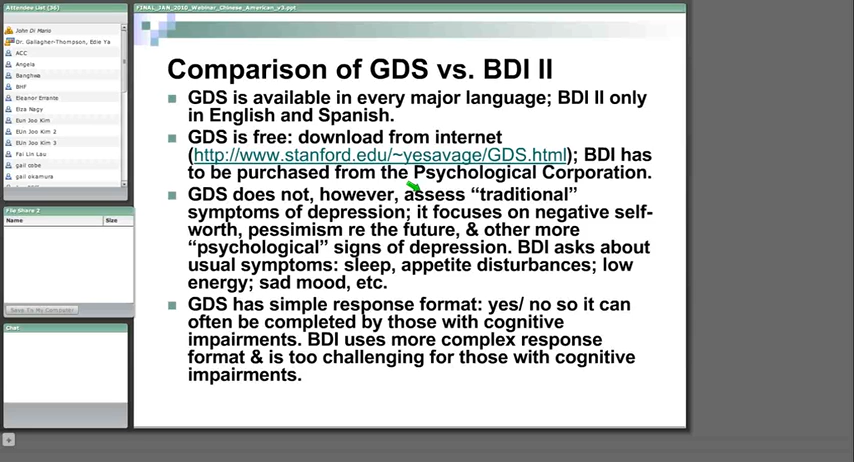 Attendee List (36)
John Di Mario
Dr. Gallagher-Thompson, Edie Ya
ACC
Angela
Banghwa
BHF
Eleanor Errante
Elza Nagy
Eun Joo Kim
EUn Joo Kim 2
EUn Joo Kim 3
Fai Lin Lau
gail cobe
gail okamura
File Share 2
Name Size
Save To My Computer
Chat
FINAL_JAN_2010_Webinar_Chinese_American_v3.ppt
Comparison of GDS vs. BDI II
GDS is available in every major language; BDI II only
in English and Spanish.
GDS is free: download from internet
(http://www.stanford.edu/~yesavage/GDS.html); BDI has
to be purchased from the Psychological Corporation.
GDS does not, however, assess “traditional”
symptoms of depression; it focuses on negative self-
worth, pessimism re the future, & other more
“psychological” signs of depression. BDI asks about
usual symptoms: sleep, appetite disturbances; low
energy; sad mood, etc.
GDS has simple response format: yes/ no so it can
often be completed by those with cognitive
impairments. BDI uses more complex response
format & is too challenging for those with cognitive
impairments.